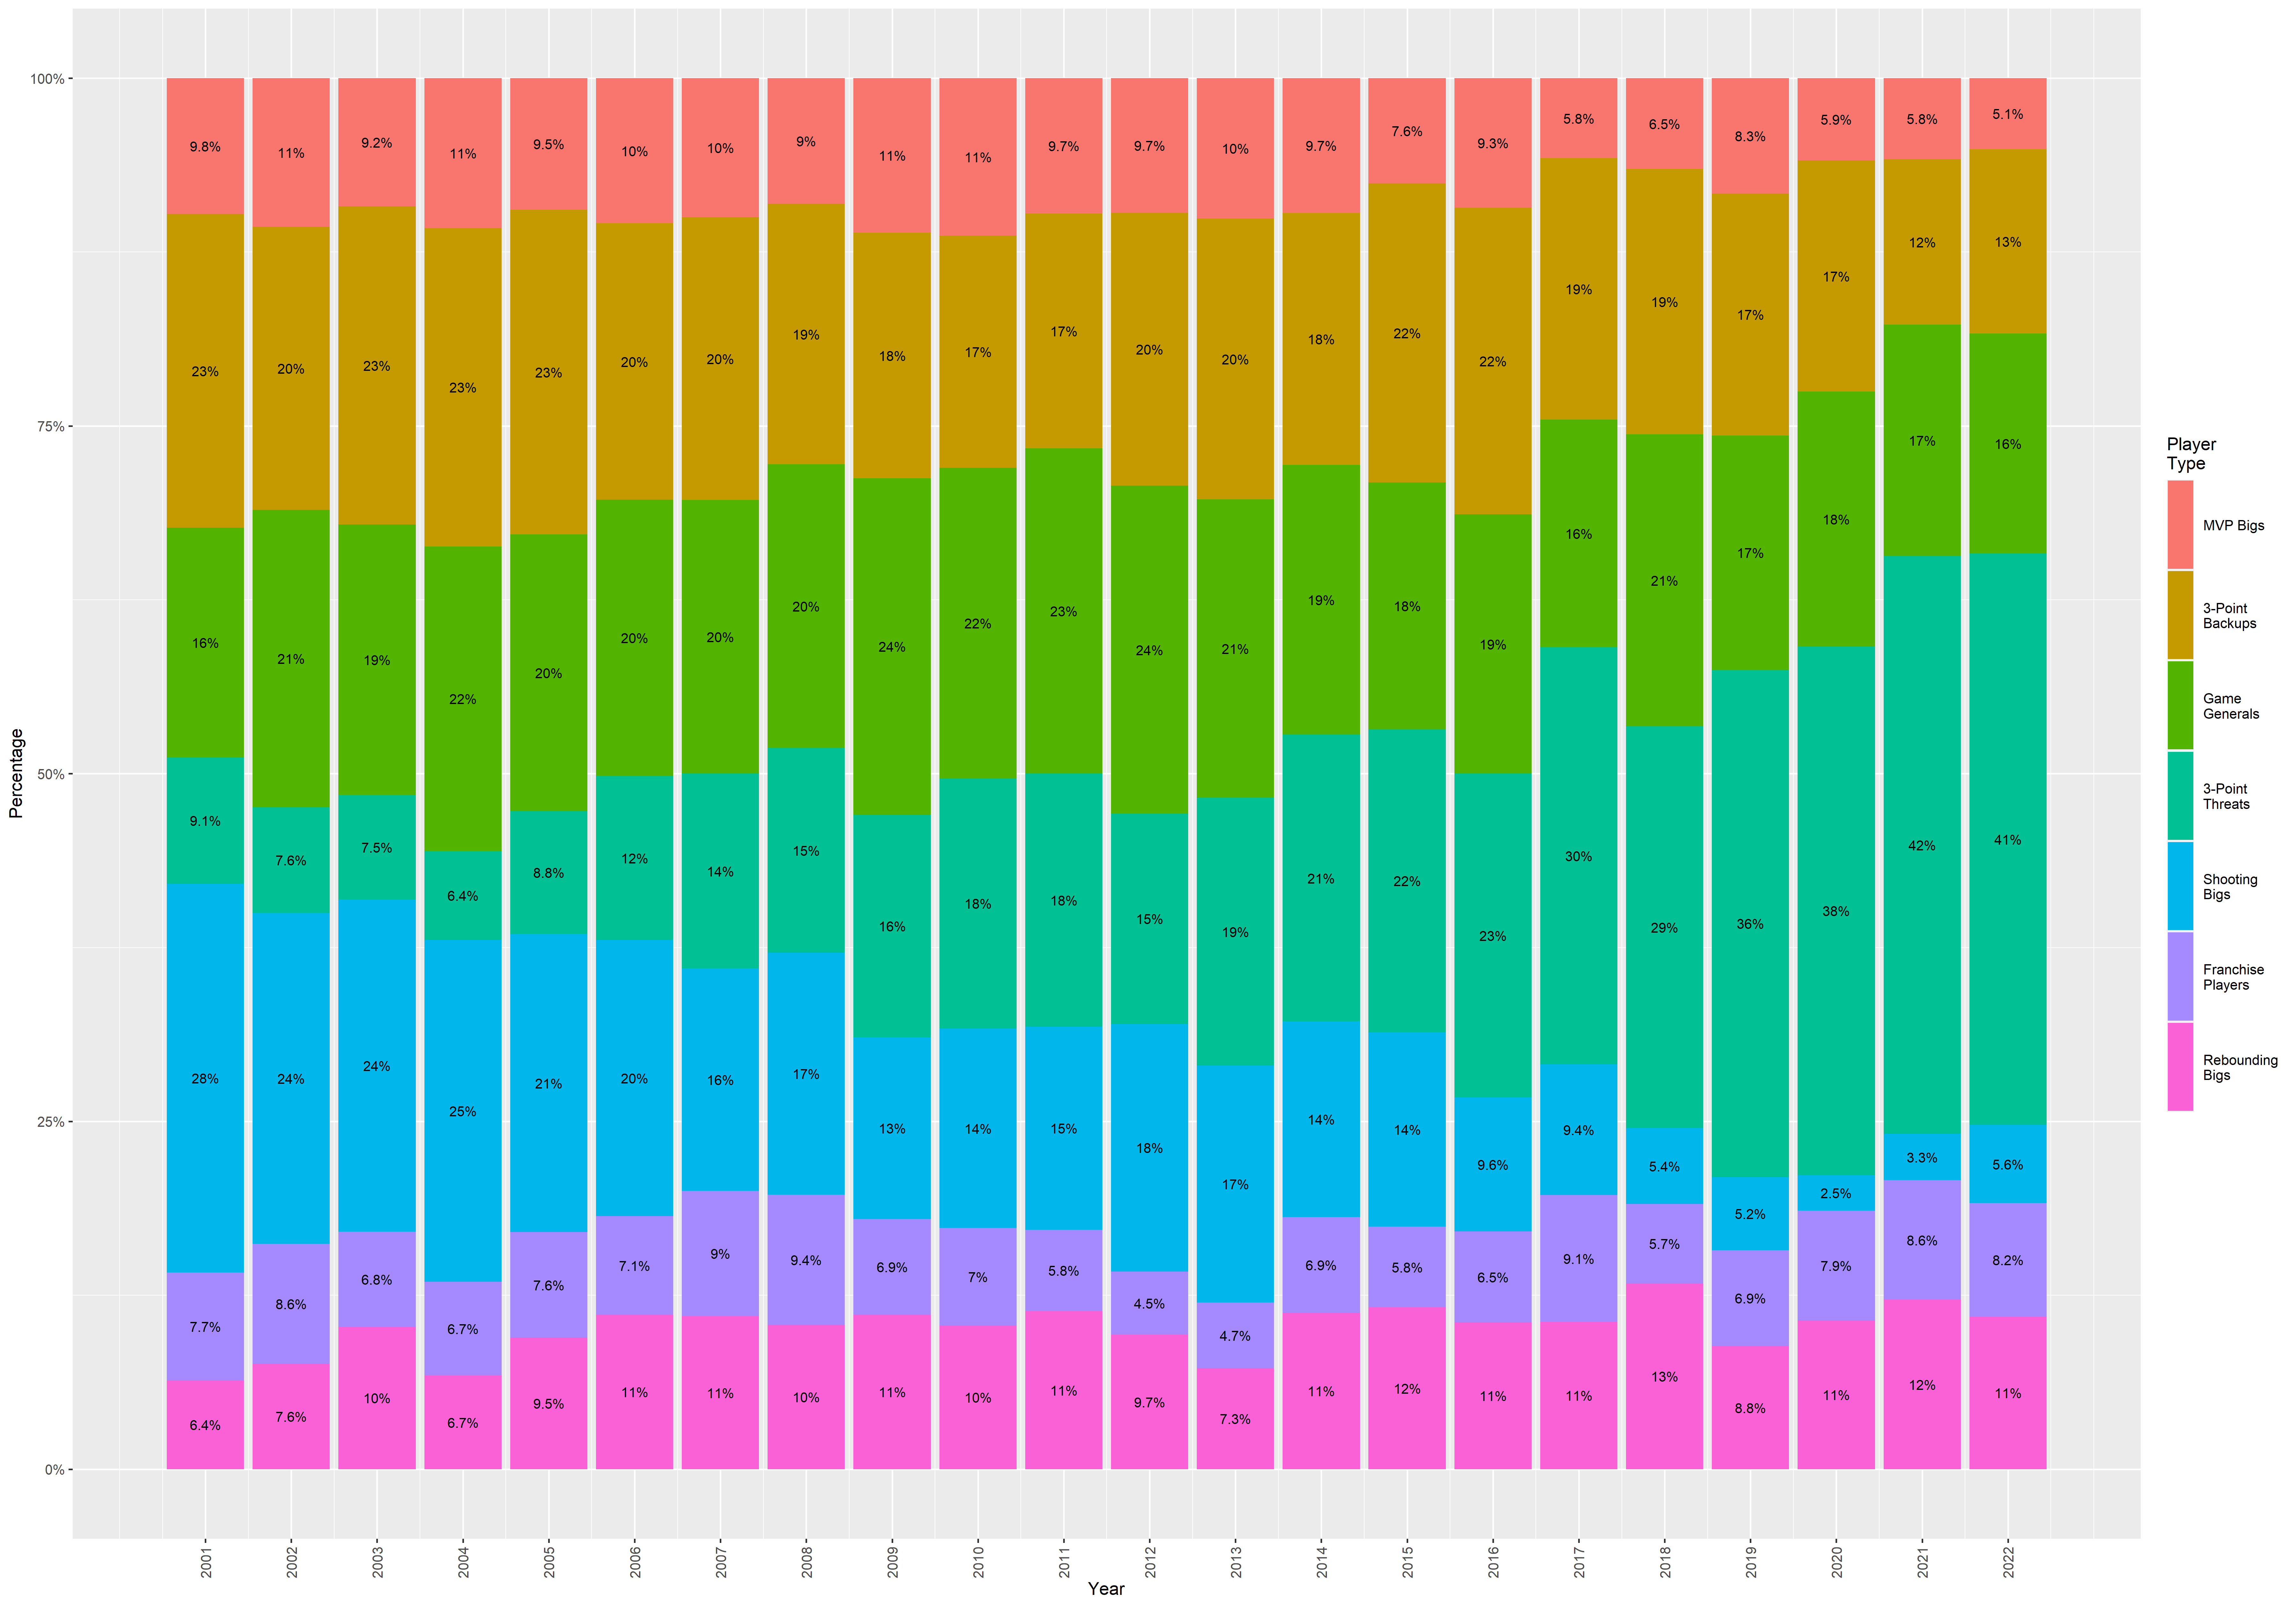 Percentage
100%
75%
50%
25%
0%
9.8% 11% 9.2% 11% 9.5% 10% 10% 9% 11% 11% 9.7% 9.7% 10% 9.7% 7.6% 9.3% 5.8% 6.5% 8.3% 5.9% 5.8% 5.1%
23% 20% 23% 23% 23% 20% 20% 19% 18% 17% 17% 20% 20% 18% 22% 22% 19% 19% 17% 17% 12% 13%
16% 21% 19% 22% 20% 20% 20% 20% 24% 22% 23% 24% 21% 19% 18% 19% 16% 21% 17% 18% 17% 16%
9.1% 7.6% 7.5% 6.4% 8.8% 12% 14% 15% 16% 18% 18% 15% 19% 21% 22% 23% 30% 29% 36% 38% 42% 41%
28% 24% 24% 25% 21% 20% 16% 17% 13% 14% 15% 18% 17% 14% 14% 9.6% 9.4% 5.4% 5.2% 2.5% 3.3% 5.6%
7.7% 8.6% 6.8% 6.7% 7.6% 7.1% 9% 9.4% 6.9% 7% 5.8% 4.5% 4.7% 6.9% 5.8% 6.5% 9.1% 5.7% 6.9% 7.9% 8.6% 8.2%
6.4% 7.6% 10% 6.7% 9.5% 11% 11% 10% 11% 10% 11% 9.7% 7.3% 11% 12% 11% 11% 13% 8.8% 11% 12% 11%
2001 2002 2003 2004 2005 2006 2007 2008 2009 2010 2011 2012 2013 2014 2015 2016 2017 2018 2019 2020 2021 2022
Year
Player
Type
MVP Bigs
3-Point
Backups
Game
Generals
3-Point
Threats
Shooting
Bigs
Franchise
Players
Rebounding
Bigs